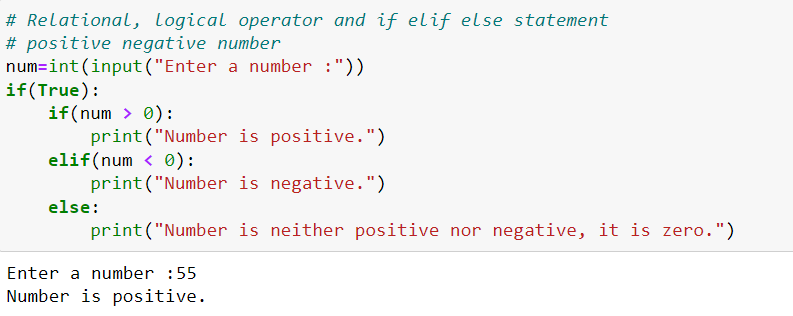 # Relational, logical operator and if elif else statement
# positive negative number
num=int(input("Enter a number :"))
if(True):
    if(num > 0):
        print("Number is positive.")
    elif(num < 0):
        print("Number is negative.")
    else:
        print("Number is neither positive nor negative, it is zero.")
Enter a number :55
Number is positive.